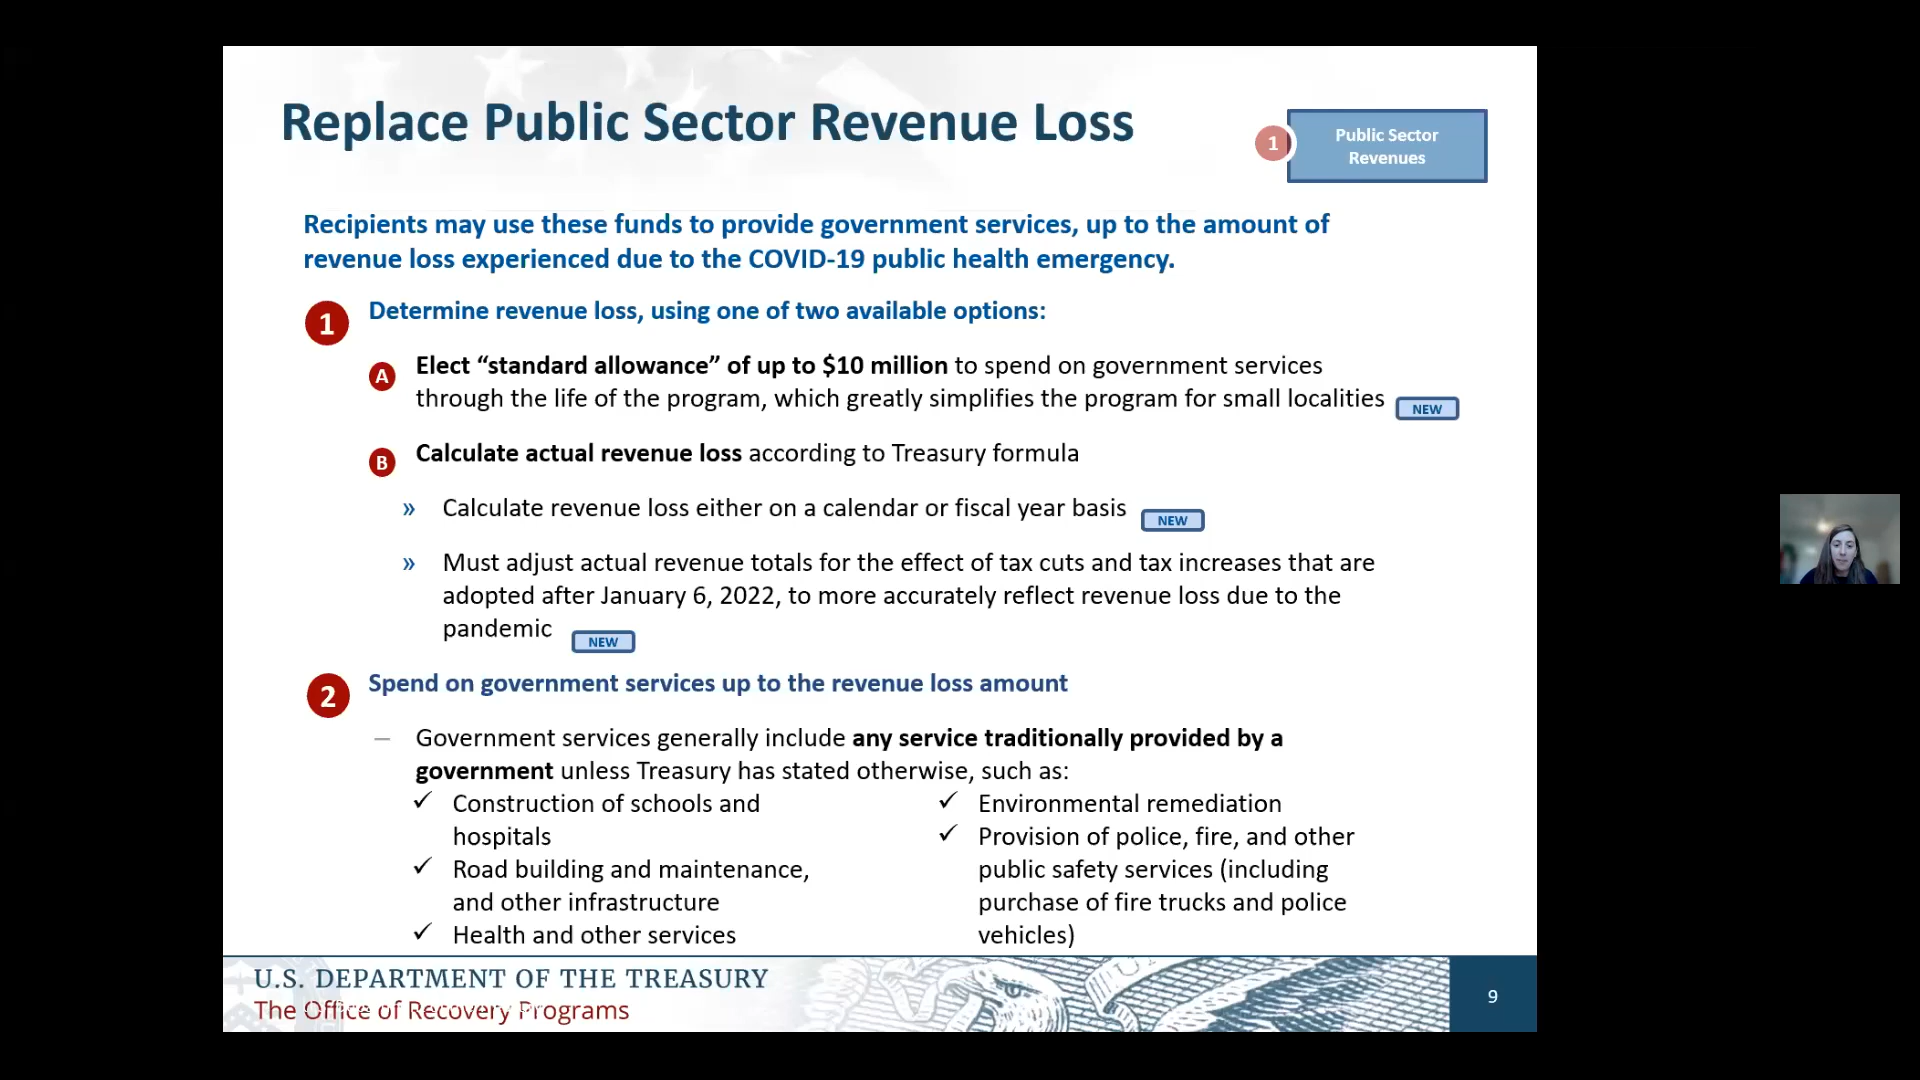 Replace Public Sector Revenue Loss
1
Public Sector
Revenues
Recipients may use these funds to provide government services, up to the amount of
revenue loss experienced due to the COVID-19 public health emergency.
1 Determine revenue loss, using one of two available options:
A Elect “standard allowance” of up to $10 million to spend on government services
through the life of the program, which greatly simplifies the program for small localities NEW
B Calculate actual revenue loss according to Treasury formula
» Calculate revenue loss either on a calendar or fiscal year basis NEW
» Must adjust actual revenue totals for the effect of tax cuts and tax increases that are
adopted after January 6, 2022, to more accurately reflect revenue loss due to the
pandemic NEW
2 Spend on government services up to the revenue loss amount
– Government services generally include any service traditionally provided by a
government unless Treasury has stated otherwise, such as:
✓ Construction of schools and
hospitals
✓ Road building and maintenance,
and other infrastructure
✓ Health and other services
✓ Environmental remediation
✓ Provision of police, fire, and other
public safety services (including
purchase of fire trucks and police
vehicles)
U.S. DEPARTMENT OF THE TREASURY
The Office of Recovery Programs
9